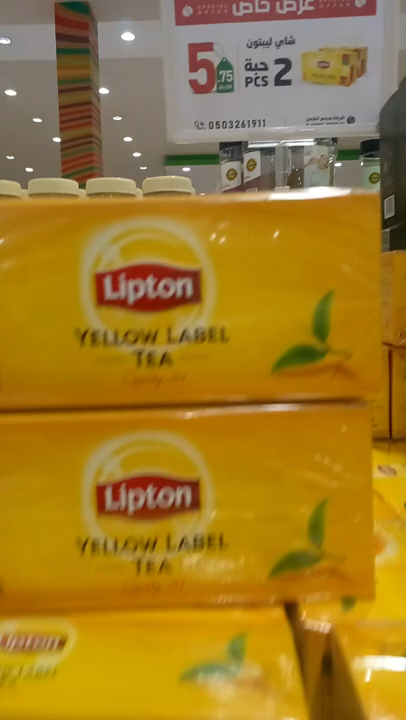 عرض خاص
شاي ليبتون
5.75
2 حبة
PCS
0503261911
Lipton
YELLOW LABEL
TEA
Lipton
YELLOW LABEL
TEA
Lipton
LABEL